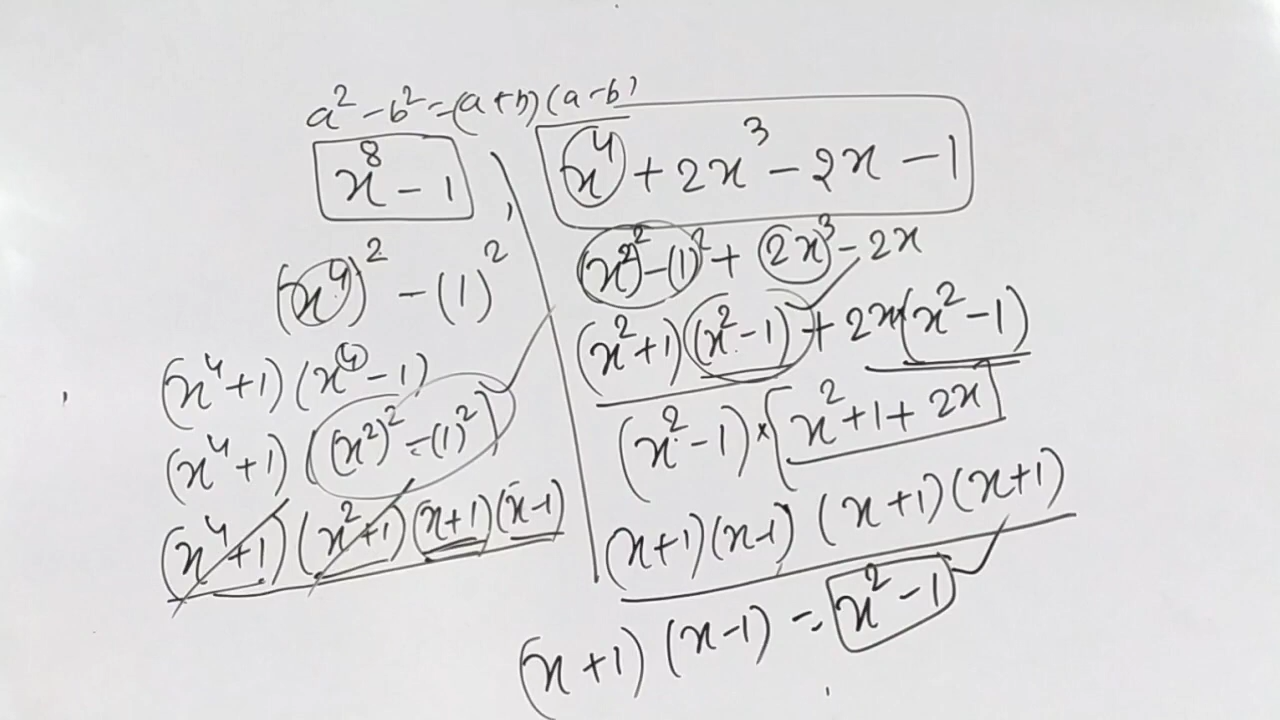 a² - b² = (a+b)(a-b)
x⁸ - 1
(x⁴)² - (1)²
(x⁴+1)(x⁴-1)
(x⁴+1)((x²)² - (1)²)
(x⁴+1)(x²+1)(x+1)(x-1)
,
x⁴ + 2x³ - 2x - 1
(x²)² - (1)² + 2x³ - 2x
(x²+1)(x²-1) + 2x(x²-1)
(x²-1) × [x²+1+2x]
(x+1)(x-1)(x+1)(x+1)
(x+1)(x-1) = x²-1